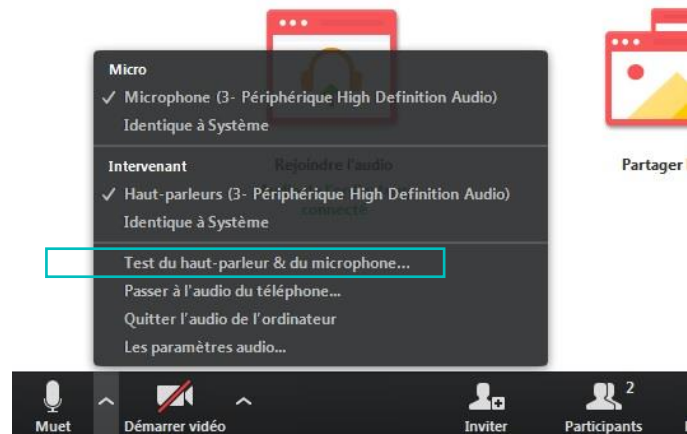 Micro
✓ Microphone (3- Périphérique High Definition Audio)
Identique à Système
Rejoindre l'audio
connecté
Intervenant
✓ Haut-parleurs (3- Périphérique High Definition Audio)
Identique à Système
Test du haut-parleur & du microphone...
Passer à l'audio du téléphone...
Quitter l'audio de l'ordinateur
Les paramètres audio...
Partager
Muet
Démarrer vidéo
Inviter
2
Participants